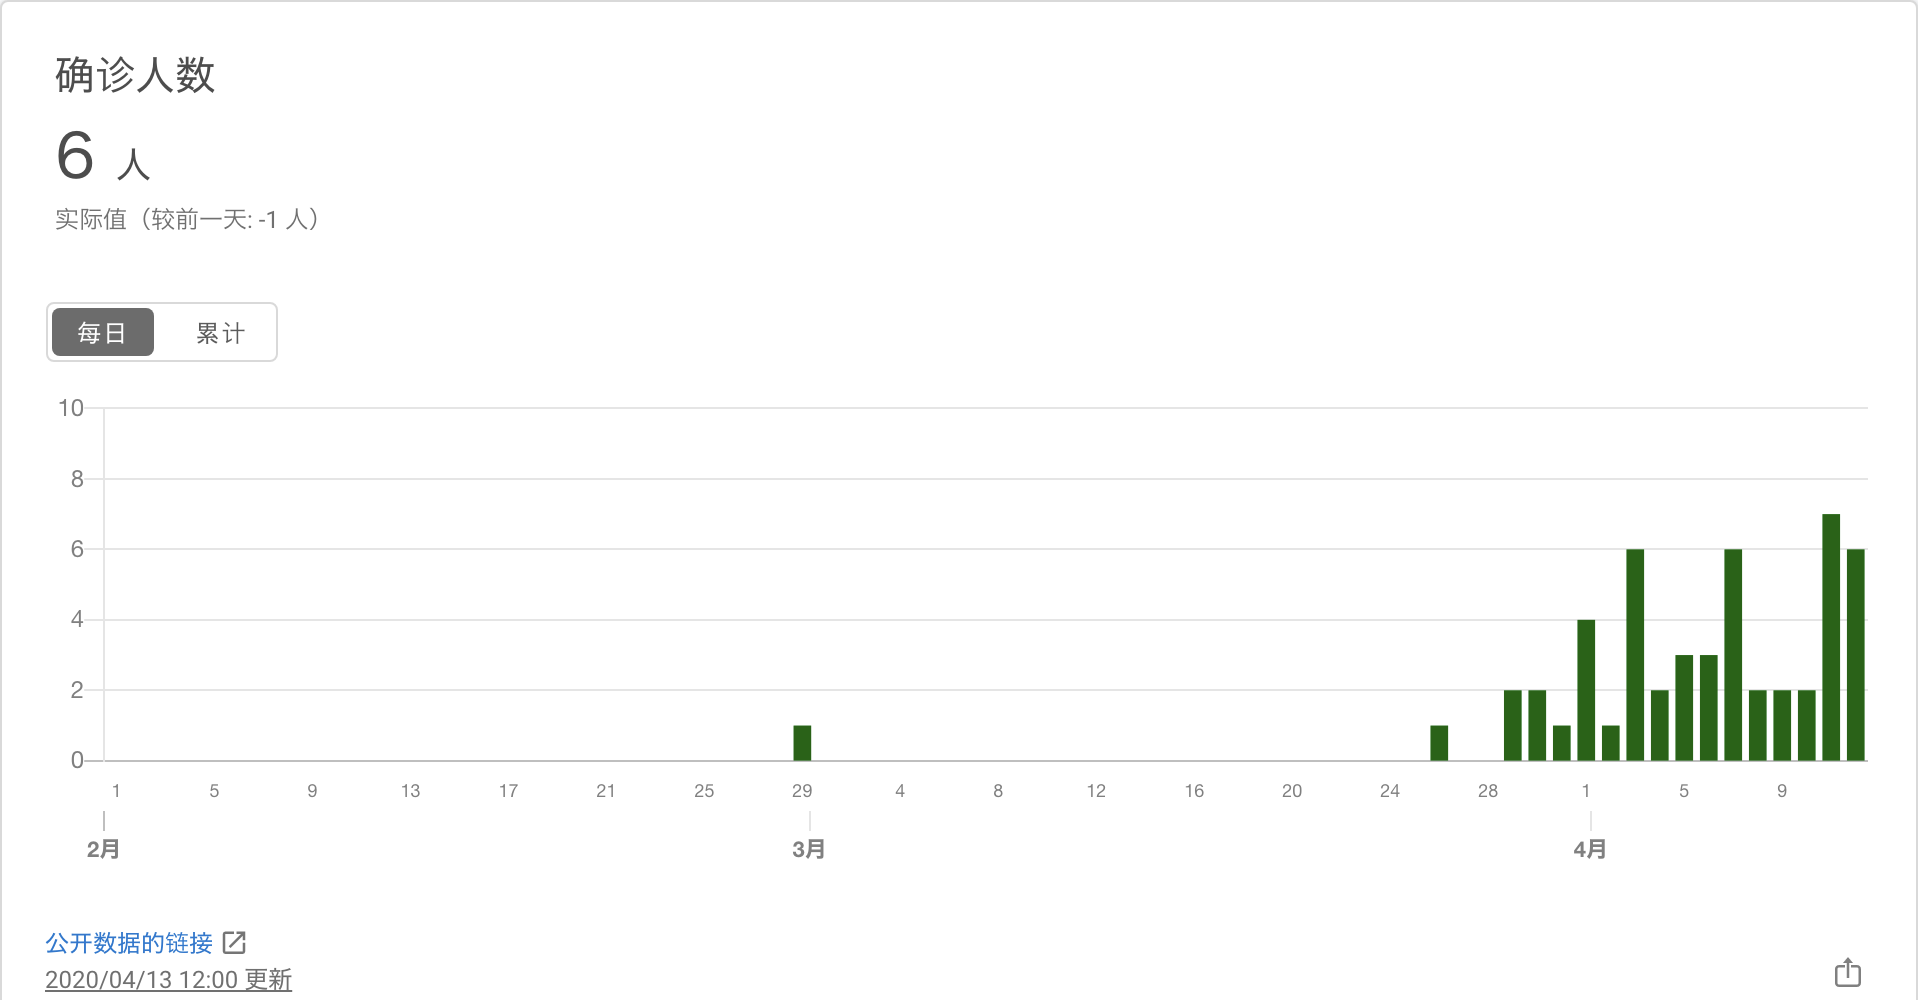 确诊人数
6 人
实际值（较前一天: -1 人）
每日 累计
10
8
6
4
2
0
1 5 9 13 17 21 25 29 4 8 12 16 20 24 28 1 5 9
2月 3月 4月
公开数据的链接
2020/04/13 12:00 更新